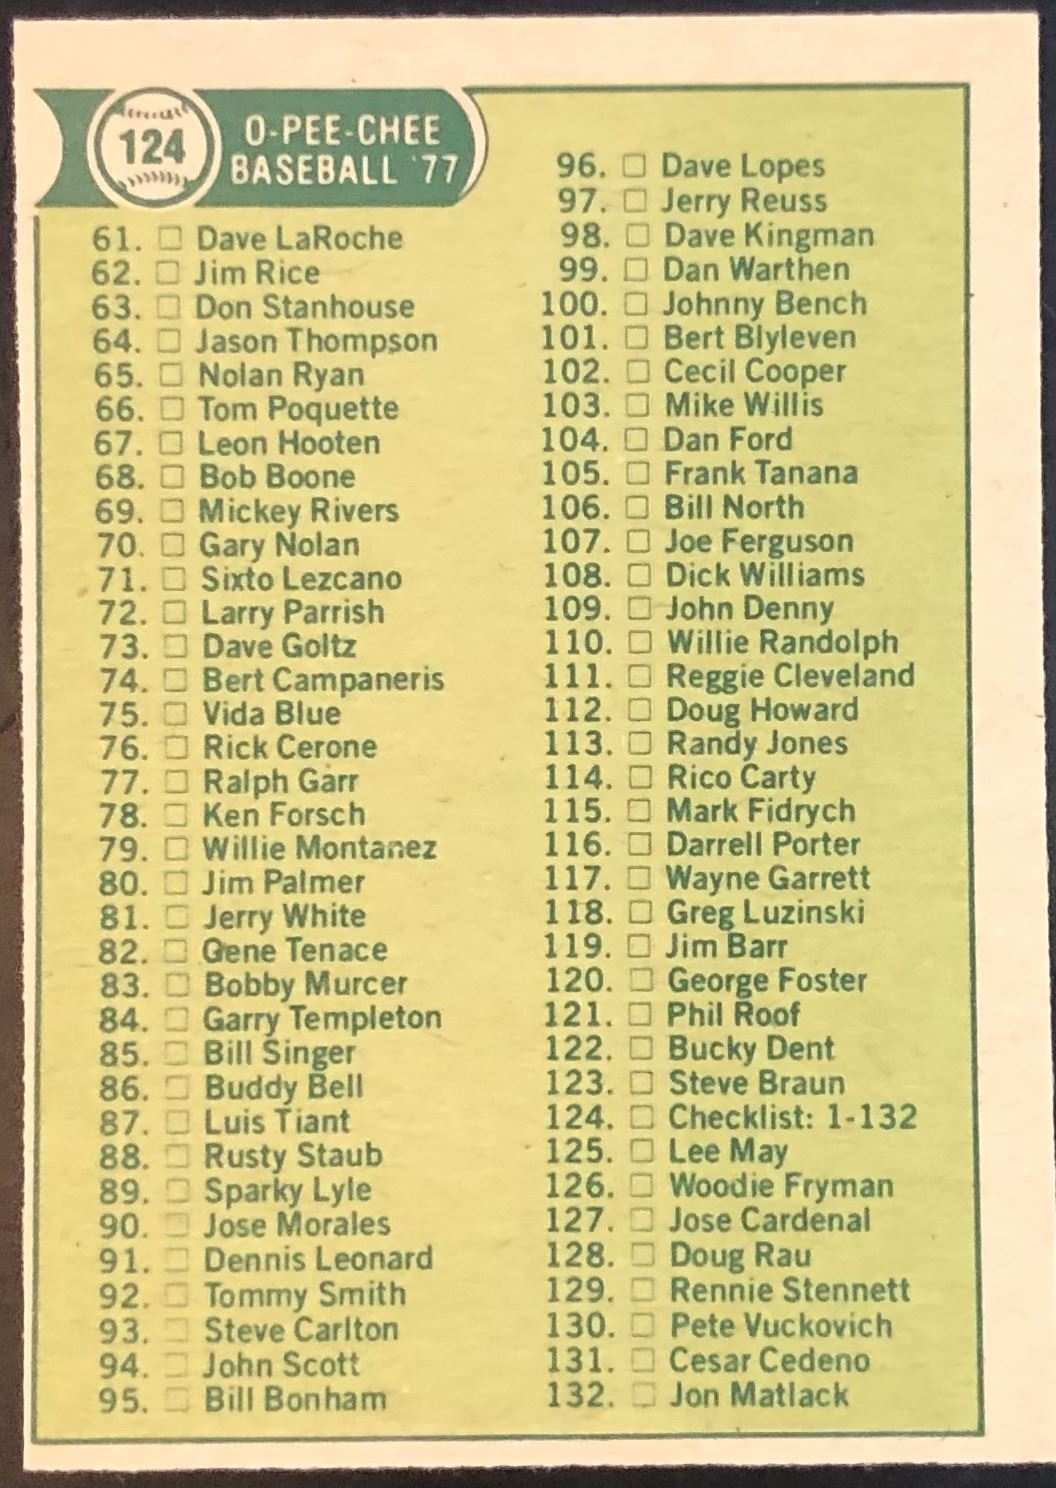 124
O-PEE-CHEE
BASEBALL '77
61. Dave LaRoche
62. Jim Rice
63. Don Stanhouse
64. Jason Thompson
65. Nolan Ryan
66. Tom Poquette
67. Leon Hooten
68. Bob Boone
69. Mickey Rivers
70. Gary Nolan
71. Sixto Lezcano
72. Larry Parrish
73. Dave Goltz
74. Bert Campaneris
75. Vida Blue
76. Rick Cerone
77. Ralph Garr
78. Ken Forsch
79. Willie Montanez
80. Jim Palmer
81. Jerry White
82. Gene Tenace
83. Bobby Murcer
84. Garry Templeton
85. Bill Singer
86. Buddy Bell
87. Luis Tiant
88. Rusty Staub
89. Sparky Lyle
90. Jose Morales
91. Dennis Leonard
92. Tommy Smith
93. Steve Carlton
94. John Scott
95. Bill Bonham
96. Dave Lopes
97. Jerry Reuss
98. Dave Kingman
99. Dan Warthen
100. Johnny Bench
101. Bert Blyleven
102. Cecil Cooper
103. Mike Willis
104. Dan Ford
105. Frank Tanana
106. Bill North
107. Joe Ferguson
108. Dick Williams
109. John Denny
110. Willie Randolph
111. Reggie Cleveland
112. Doug Howard
113. Randy Jones
114. Rico Carty
115. Mark Fidrych
116. Darrell Porter
117. Wayne Garrett
118. Greg Luzinski
119. Jim Barr
120. George Foster
121. Phil Roof
122. Bucky Dent
123. Steve Braun
124. Checklist: 1-132
125. Lee May
126. Woodie Fryman
127. Jose Cardenal
128. Doug Rau
129. Rennie Stennett
130. Pete Vuckovich
131. Cesar Cedeno
132. Jon Matlack